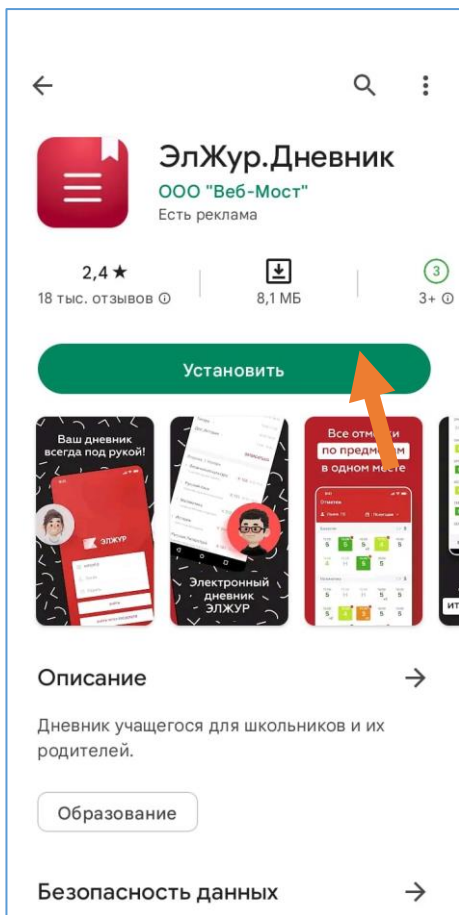 ЭлЖур.Дневник
ООО "Веб-Мост"
Есть реклама
2,4 ★
18 тыс. отзывов
8,1 МБ
3
3+
Установить
Ваш дневник
всегда под рукой!
ЭЛЖУР
Электронный
дневник
ЭЛЖУР
Все отметки
по предметам
в одном месте
Описание
Дневник учащегося для школьников и их
родителей.
Образование
Безопасность данных